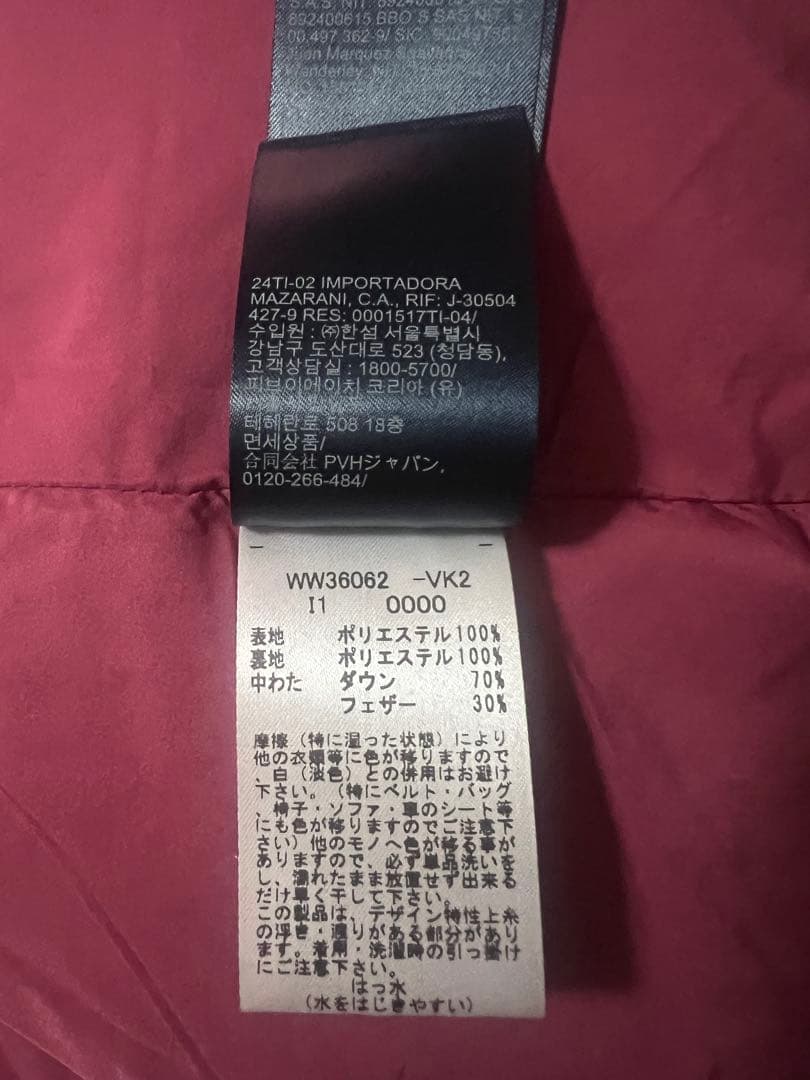 892400615 BBO S SAS NIT. 9
00.497.362-9/ SIC. 900497362
24TI-02 IMPORTADORA
MAZARANI, C.A., RIF: J-30504
427-9 RES: 0001517TI-04/
수입원 : ㈜한섬 서울특별시
강남구 도산대로 523 (청담동),
고객상담실 : 1800-5700/
피브이에이치 코리아 (유)
테헤란로 508 18층
면세상품/
合同会社 PVHジャパン,
0120-266-484/
WW36062 -VK2
I1 0000
表地 ポリエステル100%
裏地 ポリエステル100%
中わた ダウン 70%
フェザー 30%
摩擦（特に湿った状態）により
他の衣類等に色が移りますので
、白（淡色）との併用はお避け
下さい。（特にベルト・バッグ
、椅子・ソファ・車のシート等
にも色が移りますのでご注意下
さい）他のモノへ色が移る事が
ありますので、必ず単品洗いを
し、濡れたまま放置せず出来る
だけ早く干して下さい。
この製品は、デザイン特性上糸
の浮き・遊りがある部分があり
ます。着用・洗濯時の引っ掛け
にご注意下さい。
はっ水
（水をはじきやすい）